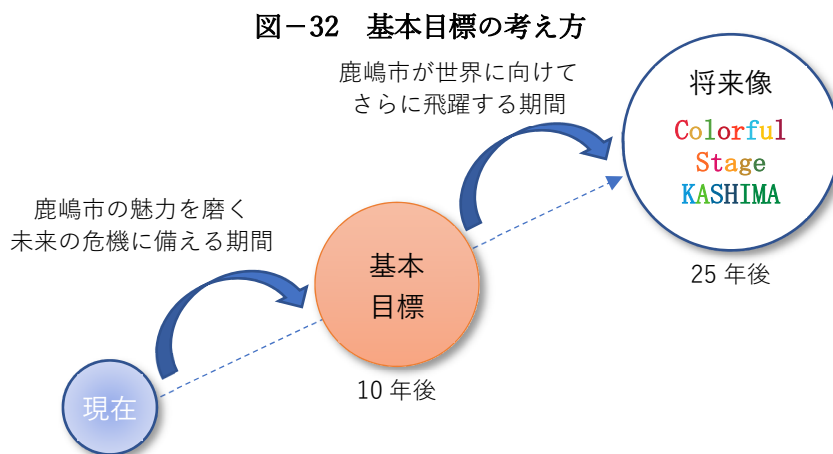 図－32　基本目標の考え方
鹿嶋市が世界に向けて
さらに飛躍する期間
将来像
Colorful
Stage
KASHIMA
25 年後
鹿嶋市の魅力を磨く
未来の危機に備える期間
基本
目標
10 年後
現在